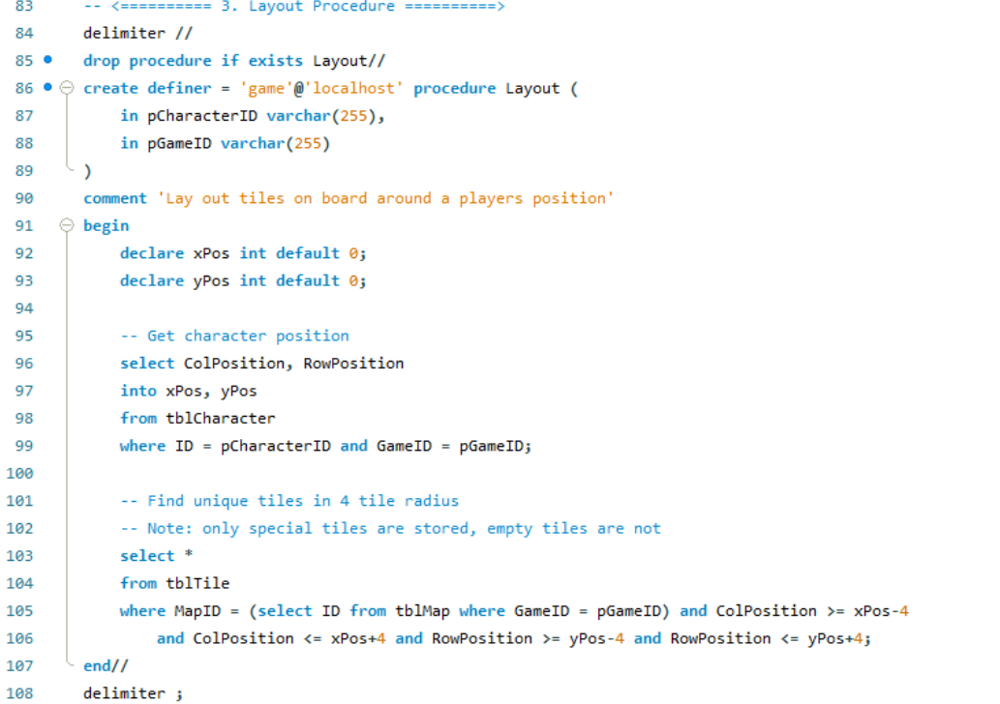 83 -- <========== 3. Layout Procedure ==========>
84 delimiter //
85 drop procedure if exists Layout//
86 create definer = 'game'@'localhost' procedure Layout (
87 in pCharacterID varchar(255),
88 in pGameID varchar(255)
89 )
90 comment 'Lay out tiles on board around a players position'
91 begin
92 declare xPos int default 0;
93 declare yPos int default 0;
94
95 -- Get character position
96 select ColPosition, RowPosition
97 into xPos, yPos
98 from tblCharacter
99 where ID = pCharacterID and GameID = pGameID;
100
101 -- Find unique tiles in 4 tile radius
102 -- Note: only special tiles are stored, empty tiles are not
103 select *
104 from tblTile
105 where MapID = (select ID from tblMap where GameID = pGameID) and ColPosition >= xPos-4
106 and ColPosition <= xPos+4 and RowPosition >= yPos-4 and RowPosition <= yPos+4;
107 end//
108 delimiter ;